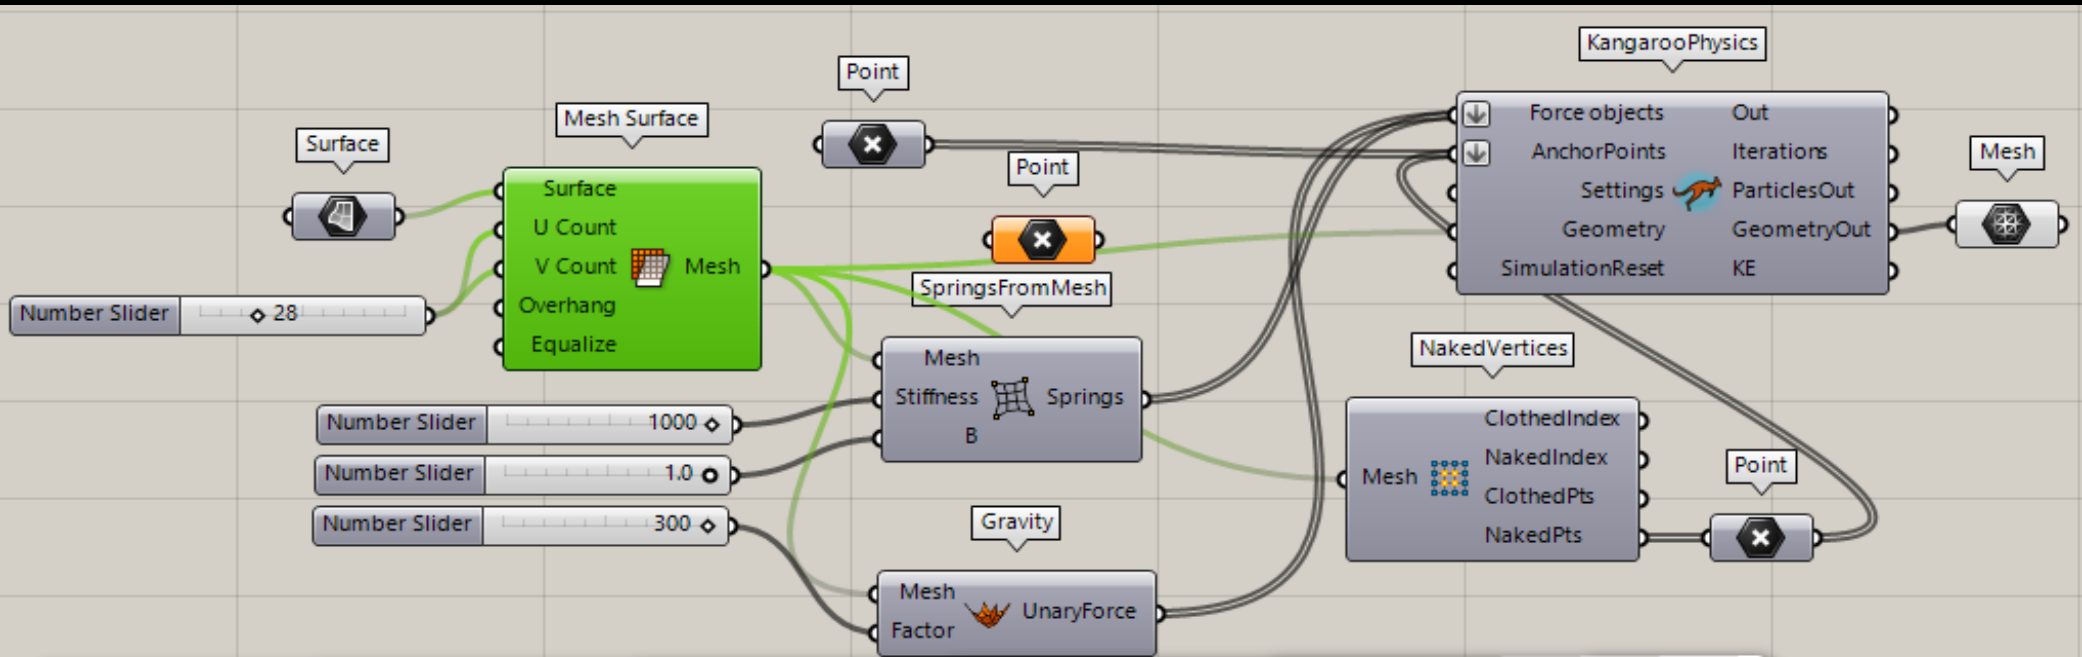 Surface
Mesh Surface
Surface
U Count
V Count
Overhang
Equalize
Mesh
Number Slider
28
Number Slider
1000
Number Slider
1.0
Number Slider
300
Point
Point
SpringsFromMesh
Mesh
Stiffness
B
Springs
Gravity
Mesh
Factor
UnaryForce
KangarooPhysics
Force objects
AnchorPoints
Settings
Geometry
SimulationReset
Out
Iterations
ParticlesOut
GeometryOut
KE
Mesh
NakedVertices
Mesh
ClothedIndex
NakedIndex
ClothedPts
NakedPts
Point